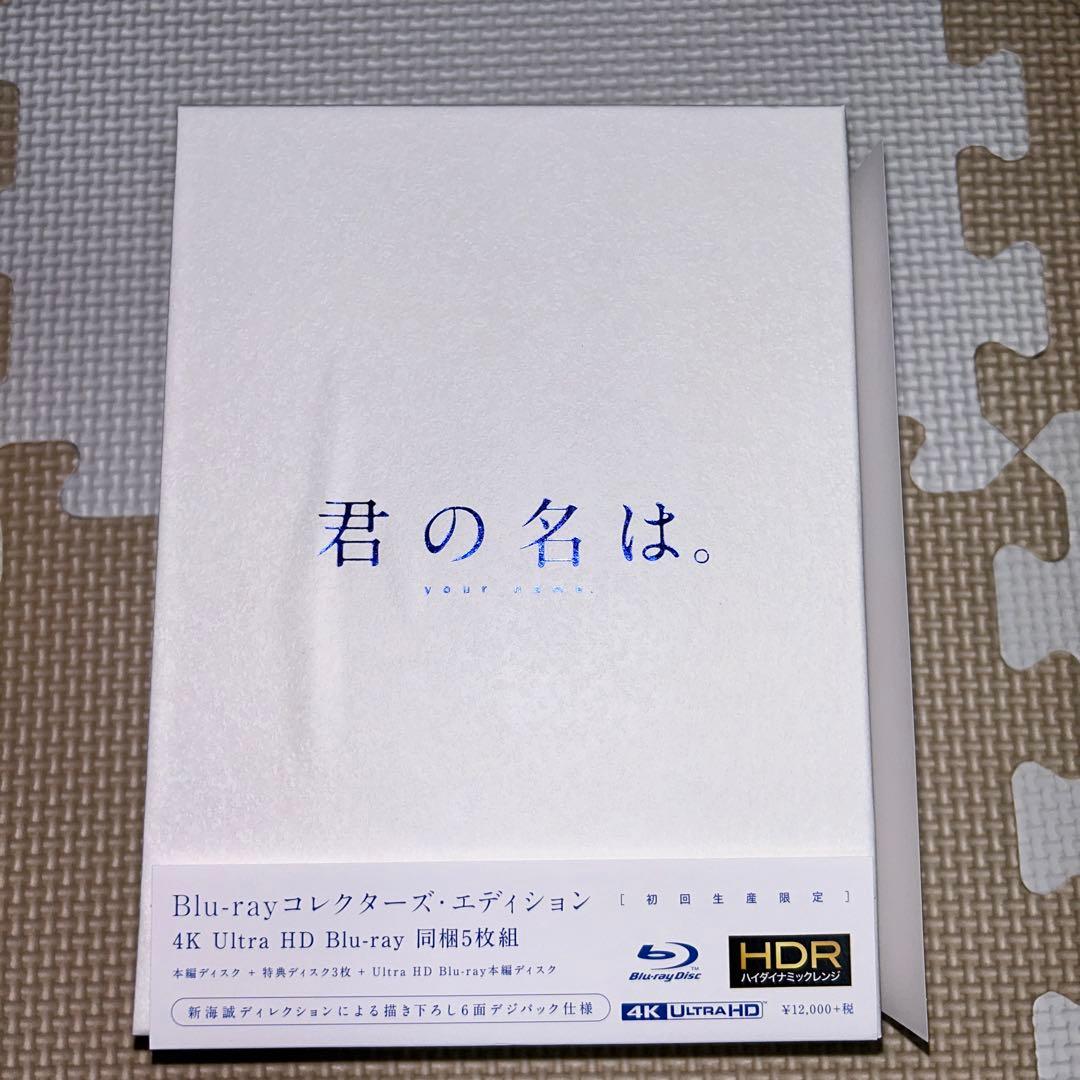 君の名は。
your name.
Blu-rayコレクターズ・エディション [初回生産限定]
4K Ultra HD Blu-ray 同梱5枚組
本編ディスク + 特典ディスク3枚 + Ultra HD Blu-ray本編ディスク
Blu-ray Disc™
HDR
ハイダイナミックレンジ
新海誠ディレクションによる描き下ろし6面デジパック仕様
4K ULTRA HD™
¥12,000+税